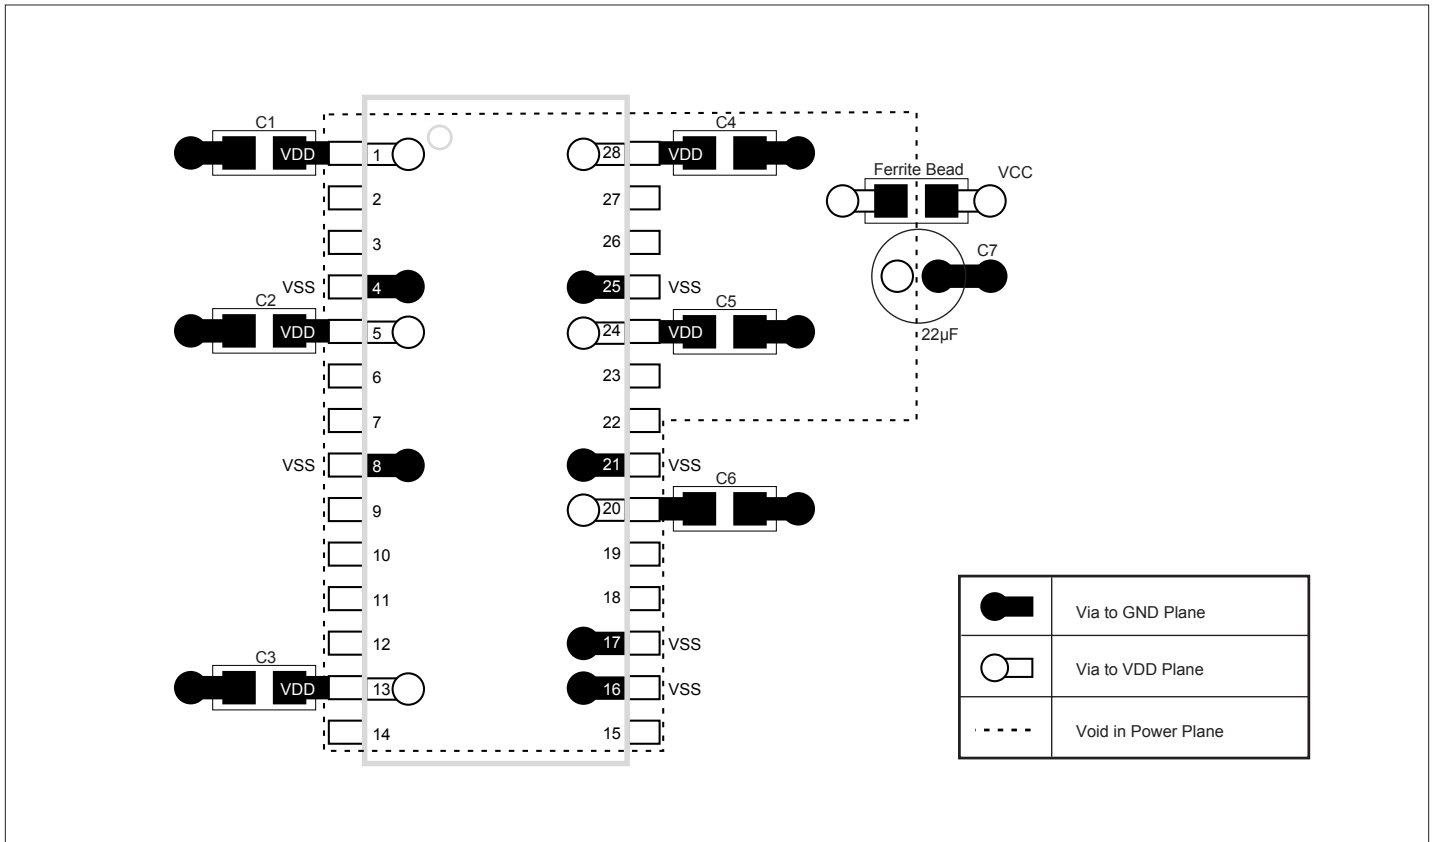 C1
C4
VDD
1
28
VDD
Ferrite Bead
VCC
2
27
3
26
C7
VSS
4
25
VSS
C2
C5
VDD
5
24
VDD
22µF
6
23
7
22
VSS
8
21
VSS
C6
9
20
10
19
11
18
12
17
VSS
C3
VDD
13
16
VSS
14
15
Via to GND Plane
Via to VDD Plane
Void in Power Plane